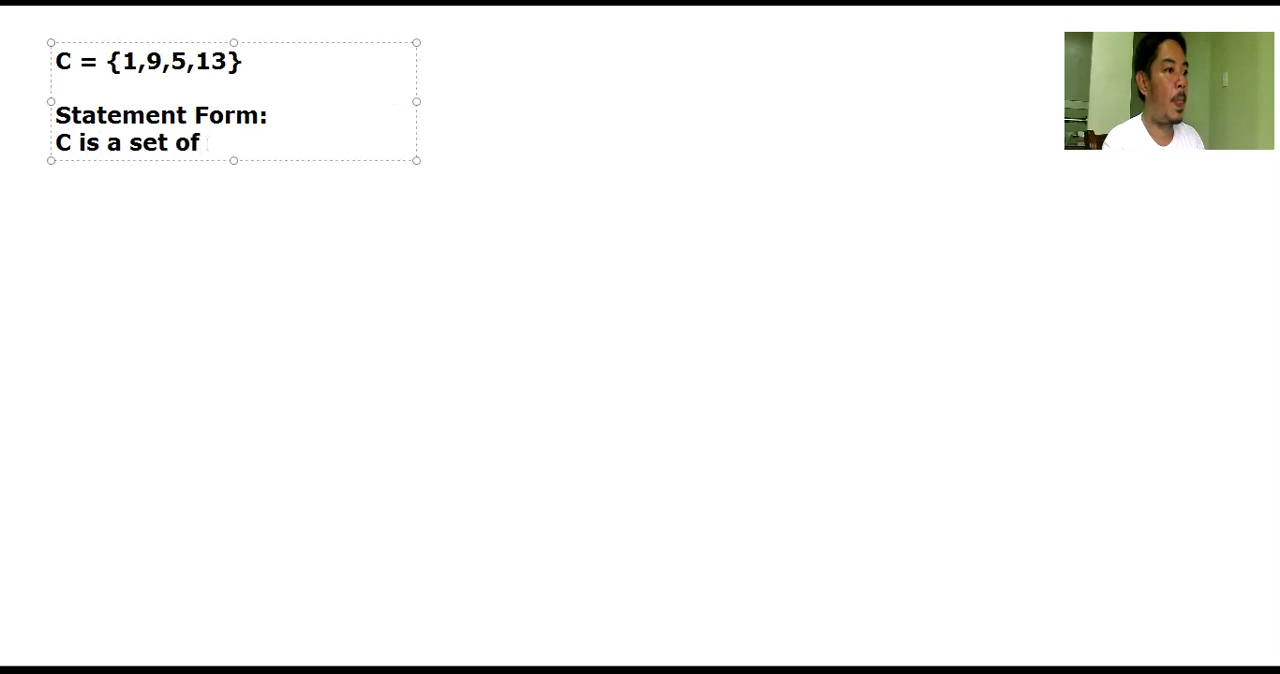 C = {1,9,5,13}
Statement Form:
C is a set of